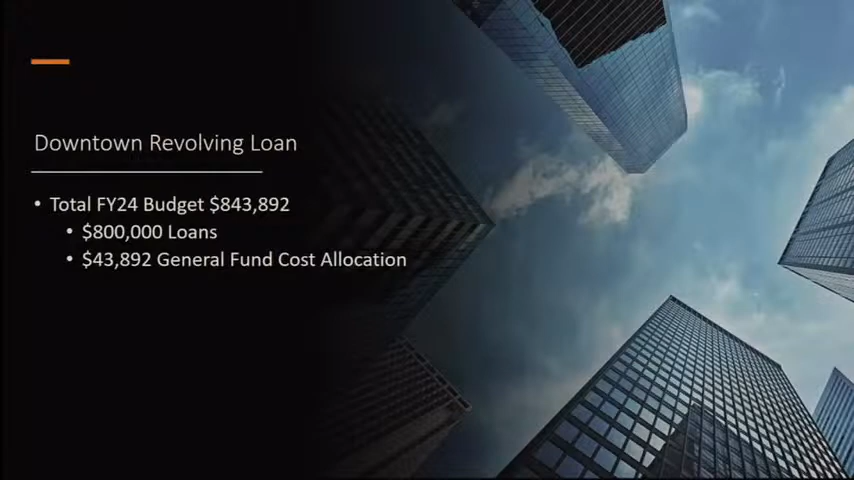 Downtown Revolving Loan
• Total FY24 Budget $843,892
• $800,000 Loans
• $43,892 General Fund Cost Allocation